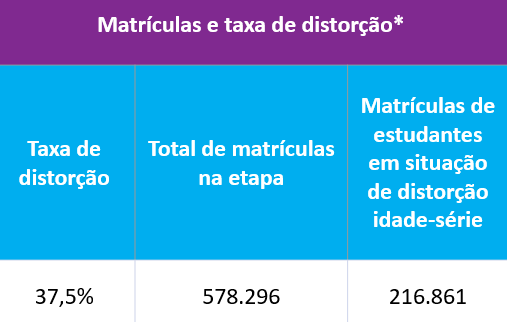 Matrículas e taxa de distorção*
Taxa de
distorção
Total de matrículas
na etapa
Matrículas de
estudantes
em situação
de distorção
idade-série
37,5%
578.296
216.861